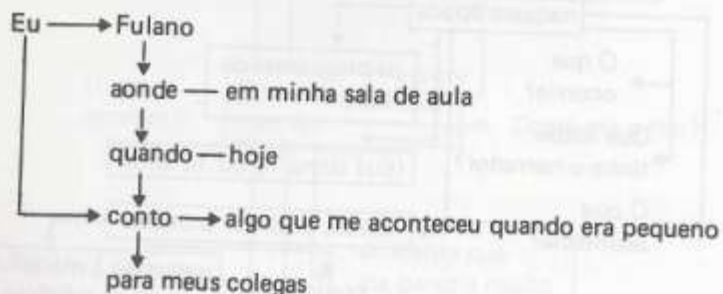 Eu → Fulano
aonde — em minha sala de aula
quando — hoje
conto → algo que me aconteceu quando era pequeno
para meus colegas